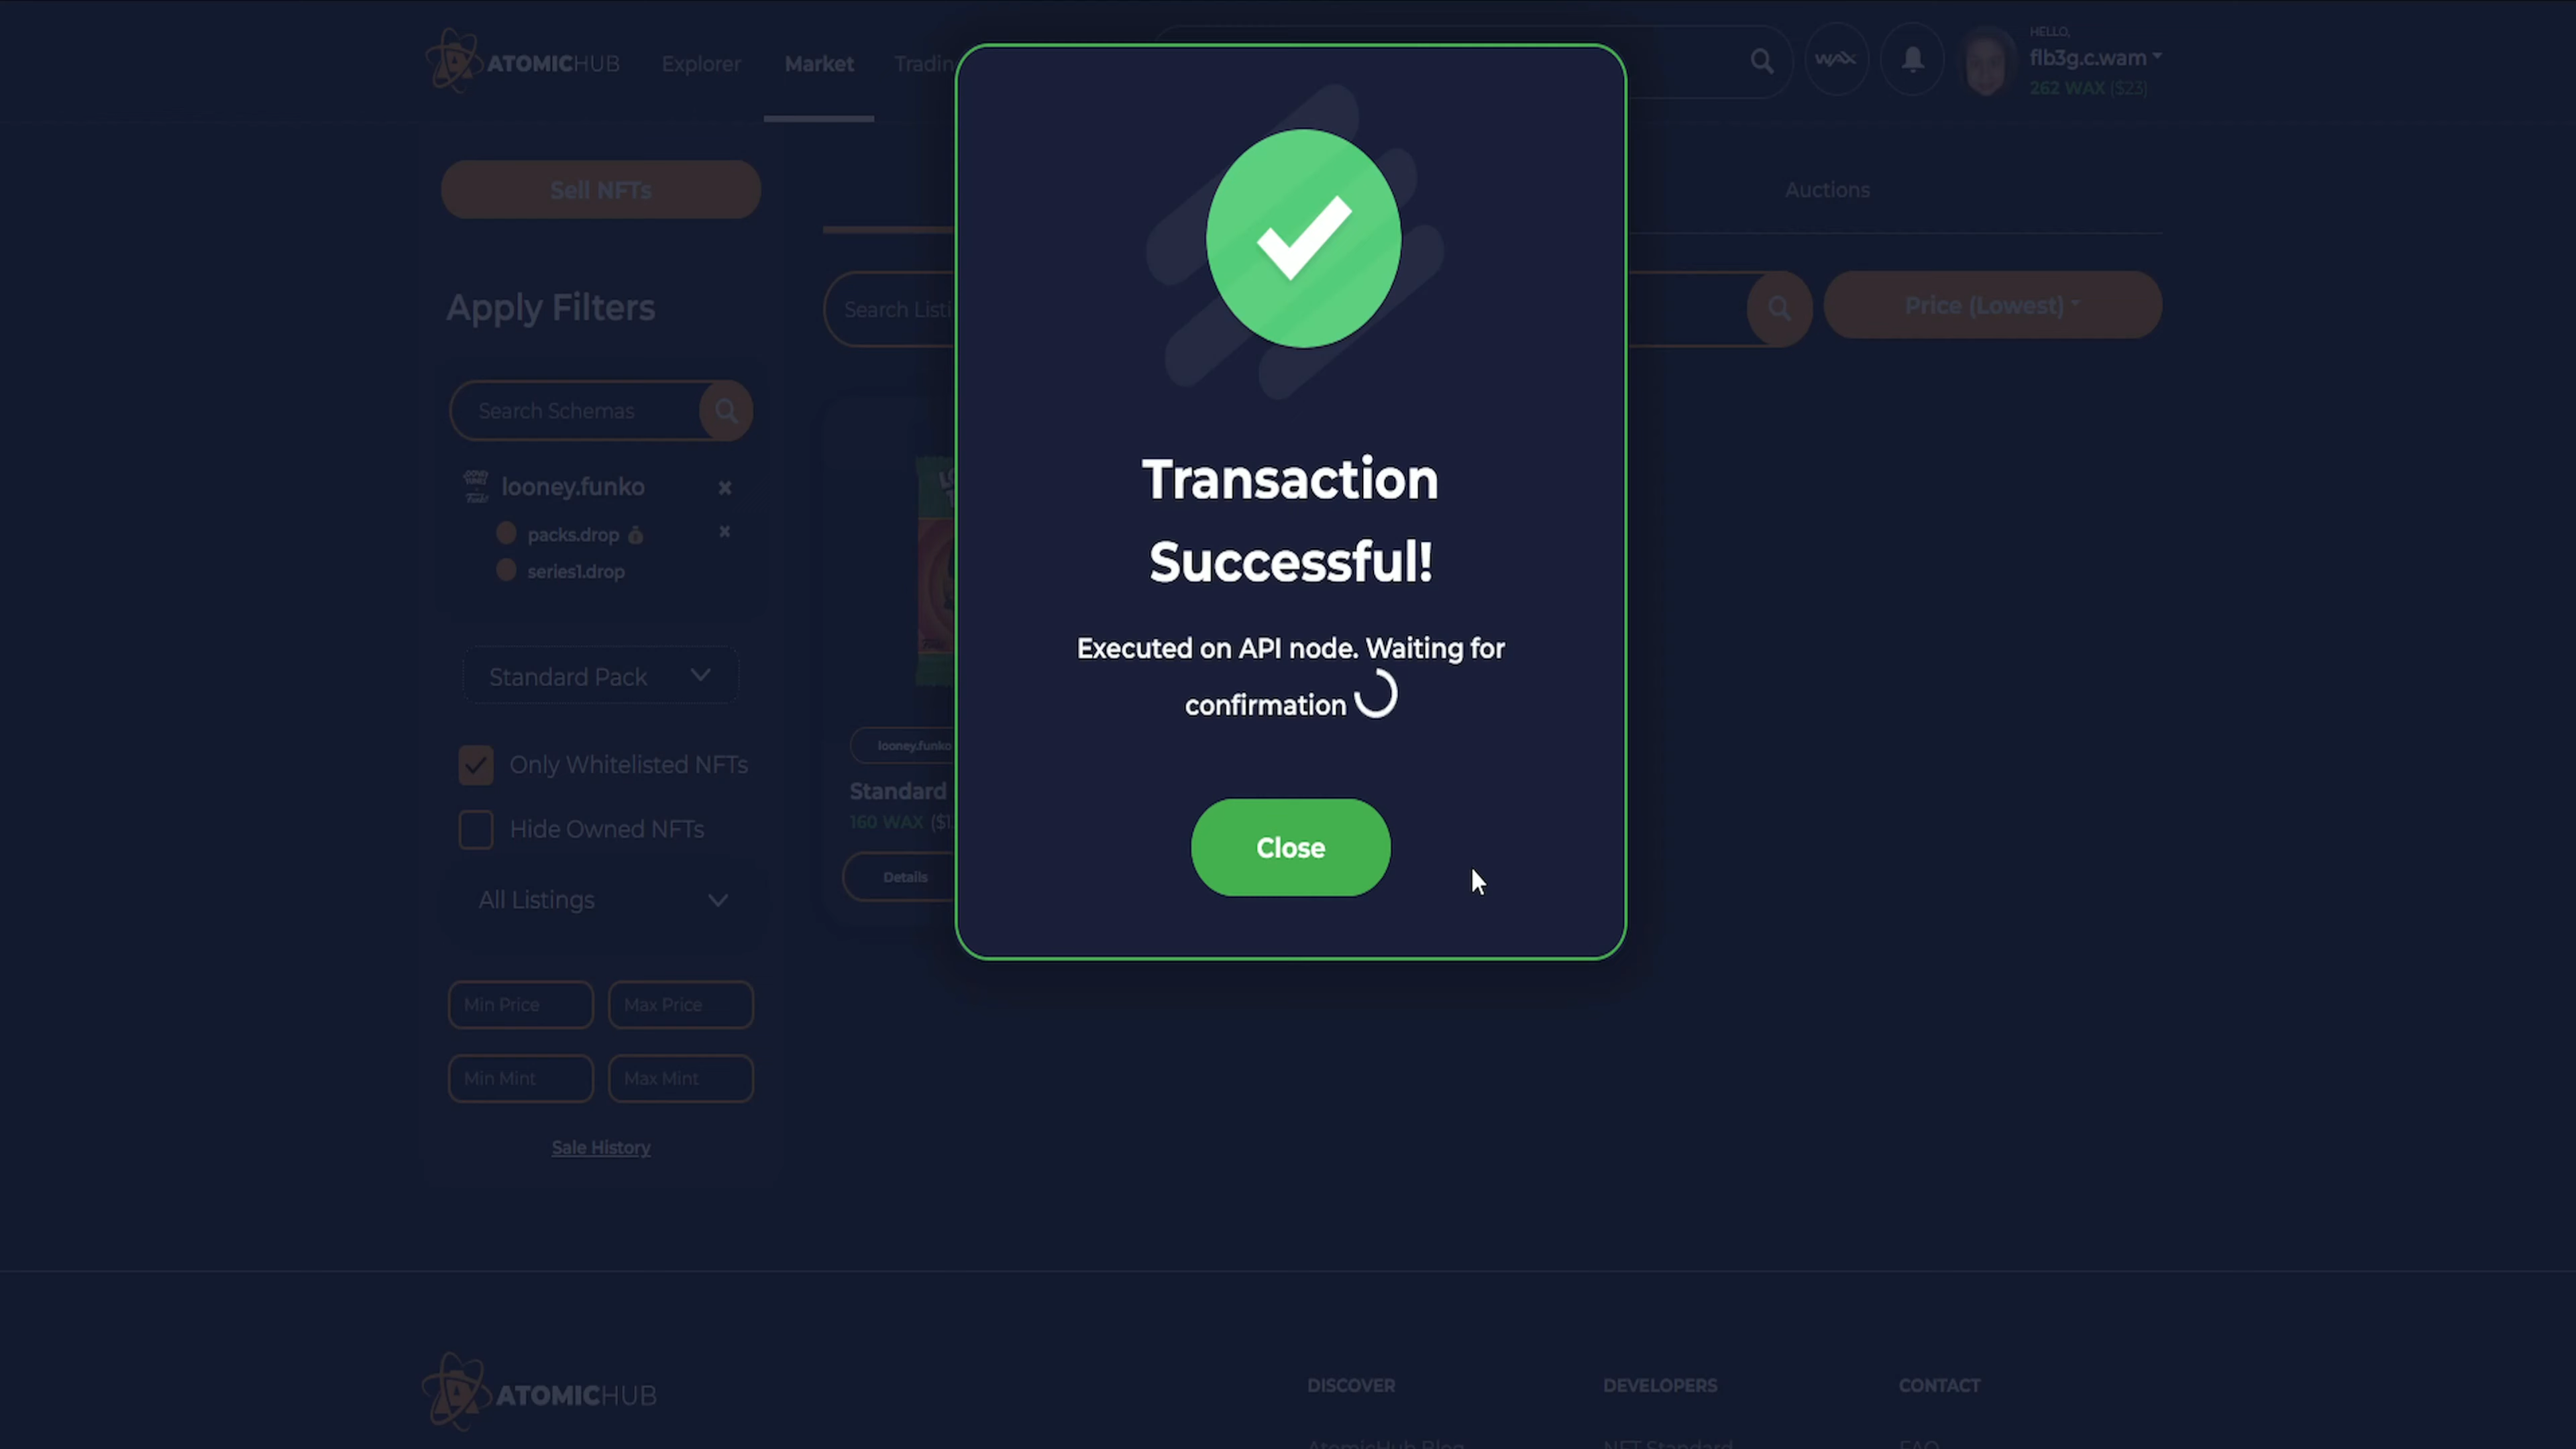 ATOMICHUB
Explorer
Market
HELLO,
fib3g.c.wam
262 WAX ($23)
Sell NFTs
Auctions
Apply Filters
Price (Lowest)
Search Schemas
looney.funko
packs.drop
series1.drop
Transaction
Successful!
Executed on API node. Waiting for
confirmation
Standard Pack
looney.funko
Only Whitelisted NFTs
Standard
160 WAX
Hide Owned NFTs
Close
Details
All Listings
Min Price
Max Price
Min Mint
Max Mint
Sale History
ATOMICHUB
DISCOVER
DEVELOPERS
CONTACT